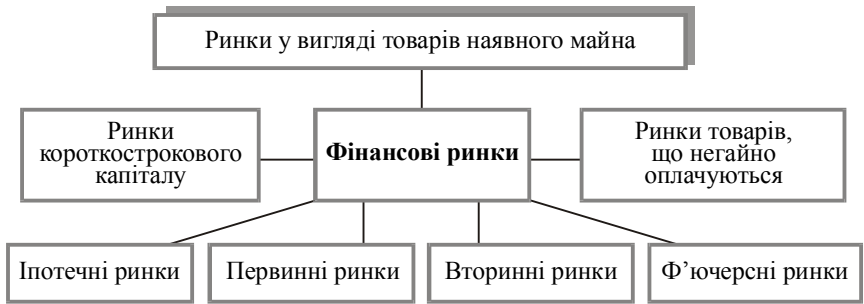 Ринки у вигляді товарів наявного майна
Ринки
короткострокового
капіталу
Фінансові ринки
Ринки товарів,
що негайно
оплачуються
Іпотечні ринки
Первинні ринки
Вторинні ринки
Ф’ючерсні ринки